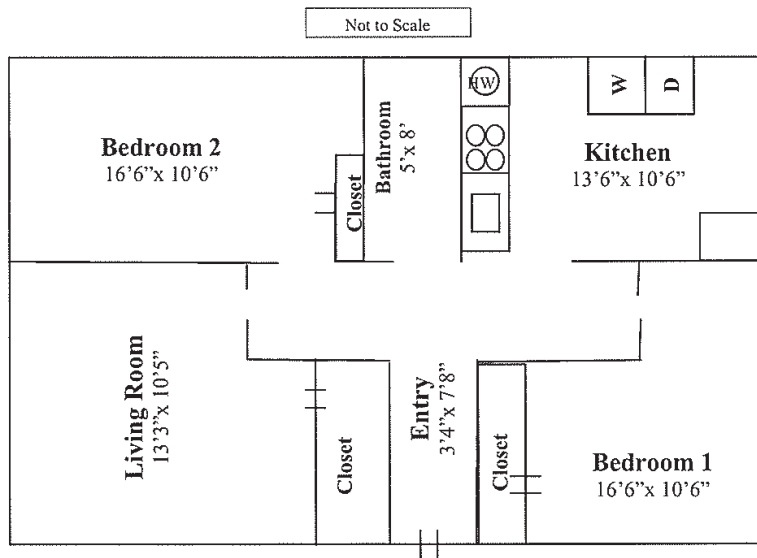 Not to Scale
Bedroom 2
16’6”x 10’6”
Closet
Bathroom
5’x 8’
HW
W
D
Kitchen
13’6”x 10’6”
Living Room
13’3”x 10’5”
Closet
Entry
3’4”x 7’8”
Closet
Bedroom 1
16’6”x 10’6”